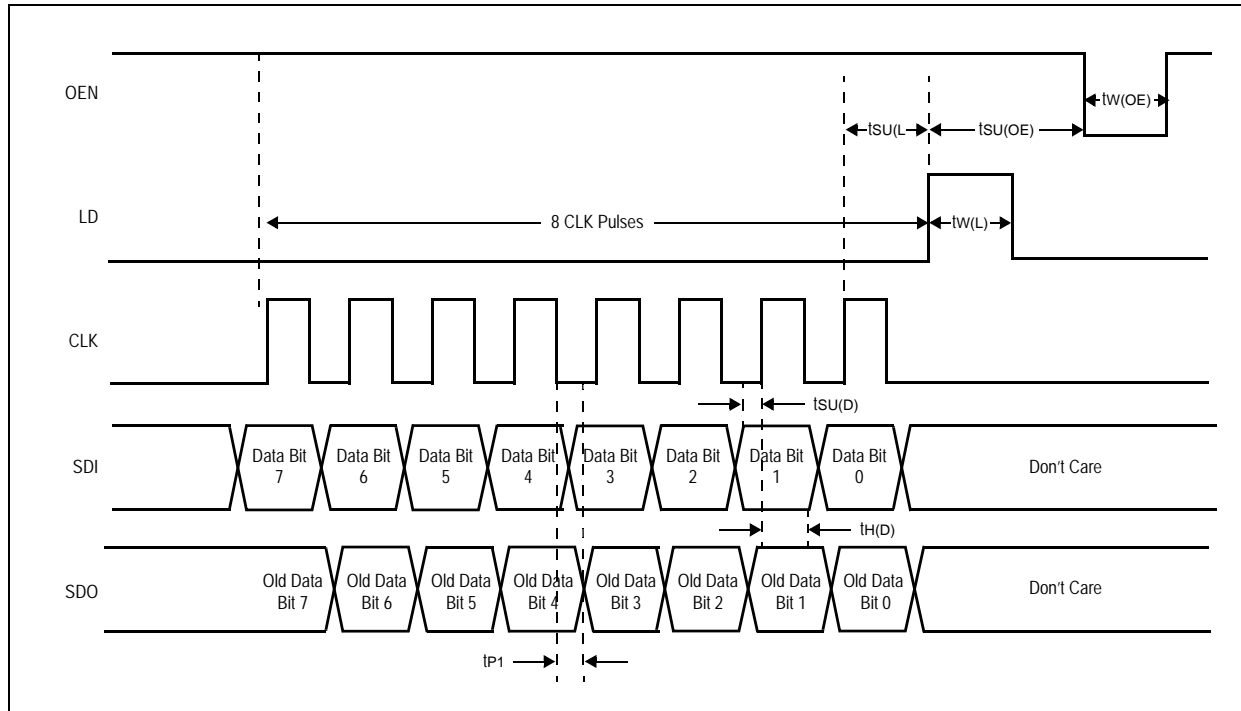 OEN
tW(OE)
tSU(L
tSU(OE)
LD
8 CLK Pulses
tW(L)
CLK
tSU(D)
SDI
Data Bit
7
Data Bit
6
Data Bit
5
Data Bit
4
Data Bit
3
Data Bit
2
Data Bit
1
Data Bit
0
Don't Care
tH(D)
SDO
Old Data
Bit 7
Old Data
Bit 6
Old Data
Bit 5
Old Data
Bit 4
Old Data
Bit 3
Old Data
Bit 2
Old Data
Bit 1
Old Data
Bit 0
Don't Care
tP1